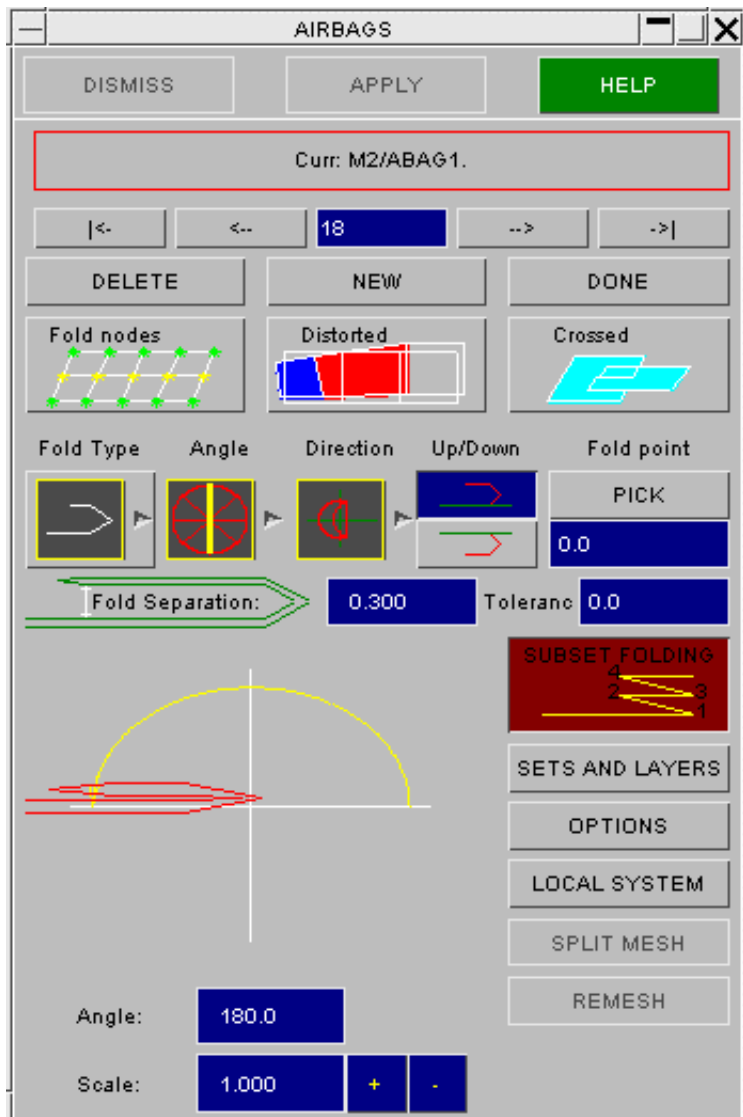 AIRBAGS
DISMISS APPLY HELP
Curr: M2/ABAG1.
|<- <-- 18 --> ->|
DELETE NEW DONE
Fold nodes Distorted Crossed
Fold Type Angle Direction Up/Down Fold point
PICK
0.0
Fold Separation: 0.300 Toleranc 0.0
SUBSET FOLDING
4
2 3
1
SETS AND LAYERS
OPTIONS
LOCAL SYSTEM
SPLIT MESH
REMESH
Angle: 180.0
Scale: 1.000 + -